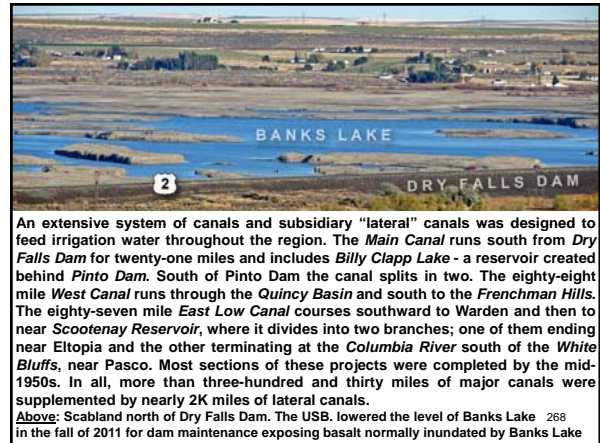 BANKS LAKE
2
DRY FALLS DAM
An extensive system of canals and subsidiary “lateral” canals was designed to
feed irrigation water throughout the region. The Main Canal runs south from Dry
Falls Dam for twenty-one miles and includes Billy Clapp Lake - a reservoir created
behind Pinto Dam. South of Pinto Dam the canal splits in two. The eighty-eight
mile West Canal runs through the Quincy Basin and south to the Frenchman Hills.
The eighty-seven mile East Low Canal courses southward to Warden and then to
near Scootenay Reservoir, where it divides into two branches; one of them ending
near Eltopia and the other terminating at the Columbia River south of the White
Bluffs, near Pasco. Most sections of these projects were completed by the mid-
1950s. In all, more than three-hundred and thirty miles of major canals were
supplemented by nearly 2K miles of lateral canals.
Above: Scabland north of Dry Falls Dam. The USB. lowered the level of Banks Lake 268
in the fall of 2011 for dam maintenance exposing basalt normally inundated by Banks Lake